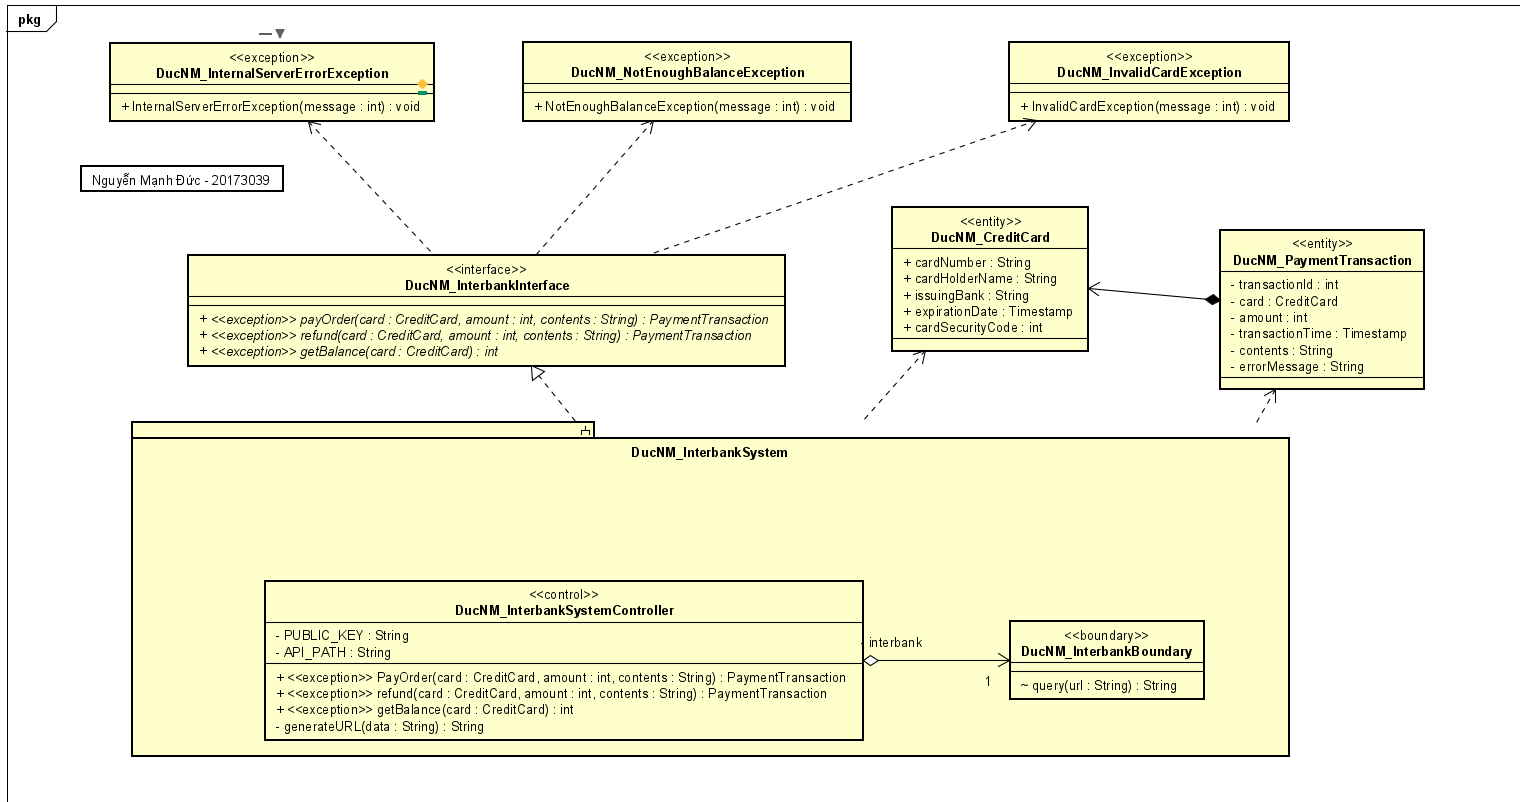 pkg
<<exception>>
DucNM_InternalServerErrorException
+ InternalServerErrorException(message : int) : void
<<exception>>
DucNM_NotEnoughBalanceException
+ NotEnoughBalanceException(message : int) : void
<<exception>>
DucNM_InvalidCardException
+ InvalidCardException(message : int) : void
Nguyễn Mạnh Đức - 20173039
<<interface>>
DucNM_InterbankInterface
+ <<exception>> payOrder(card : CreditCard, amount : int, contents : String) : PaymentTransaction
+ <<exception>> refund(card : CreditCard, amount : int, contents : String) : PaymentTransaction
+ <<exception>> getBalance(card : CreditCard) : int
<<entity>>
DucNM_CreditCard
+ cardNumber : String
+ cardHolderName : String
+ issuingBank : String
+ expirationDate : Timestamp
+ cardSecurityCode : int
<<entity>>
DucNM_PaymentTransaction
- transactionId : int
- card : CreditCard
- amount : int
- transactionTime : Timestamp
- contents : String
- errorMessage : String
DucNM_InterbankSystem
<<control>>
DucNM_InterbankSystemController
- PUBLIC_KEY : String
- API_PATH : String
+ <<exception>> PayOrder(card : CreditCard, amount : int, contents : String) : PaymentTransaction
+ <<exception>> refund(card : CreditCard, amount : int, contents : String) : PaymentTransaction
+ <<exception>> getBalance(card : CreditCard) : int
- generateURL(data : String) : String
- interbank
1
<<boundary>>
DucNM_InterbankBoundary
~ query(url : String) : String